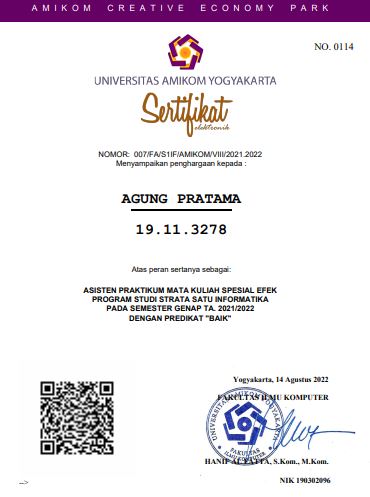 AMIKOM CREATIVE ECONOMY PARK
NO. 0114
UNIVERSITAS AMIKOM YOGYAKARTA
Sertifikat
elektronik
NOMOR: 007/FA/S1IF/AMIKOM/VIII/2021.2022
Menyampaikan penghargaan kepada :
AGUNG PRATAMA
19.11.3278
Atas peran sertanya sebagai:
ASISTEN PRAKTIKUM MATA KULIAH SPESIAL EFEK
PROGRAM STUDI STRATA SATU INFORMATIKA
PADA SEMESTER GENAP TA. 2021/2022
DENGAN PREDIKAT "BAIK"
Yogyakarta, 14 Agustus 2022
FAKULTAS ILMU KOMPUTER
FAKULTAS
ILMU KOMPUTER
HANIF AL FATTA, S.Kom., M.Kom.
NIK 190302096
-->